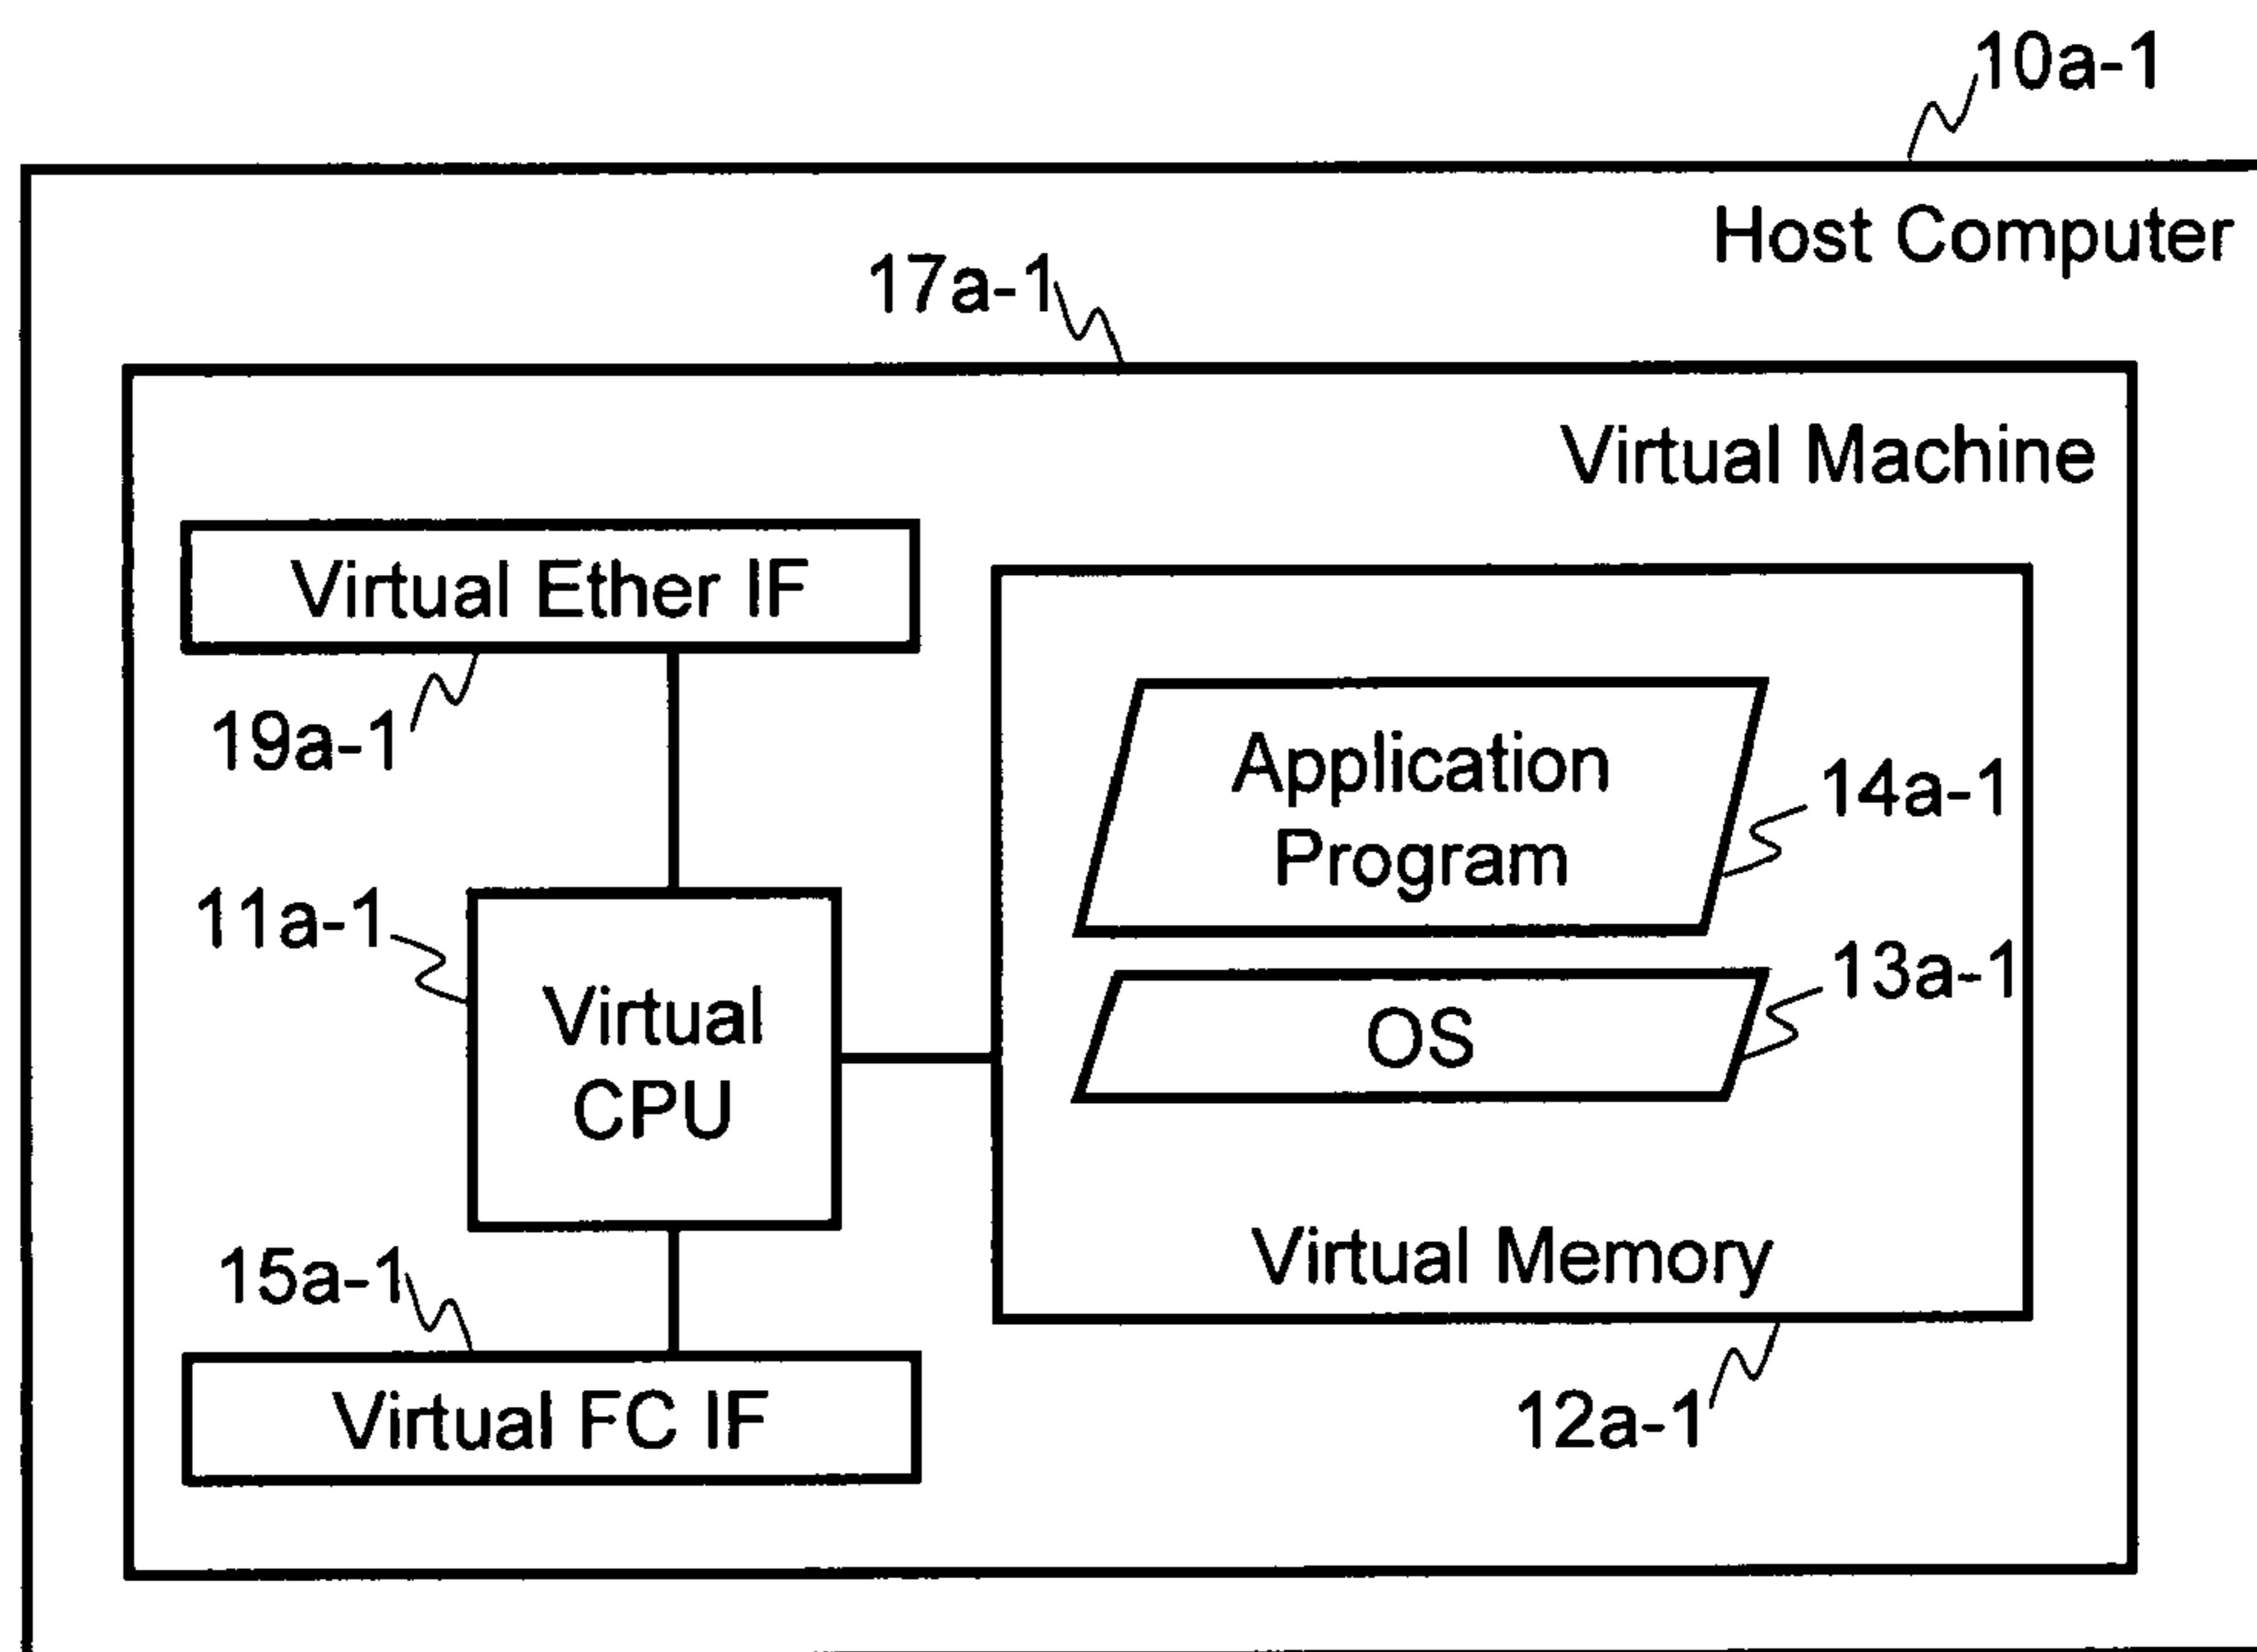 10a-1
Host Computer
17a-1
Virtual Machine
Virtual Ether IF
19a-1
Application
Program
14a-1
11a-1
Virtual
CPU
13a-1
OS
Virtual Memory
15a-1
Virtual FC IF
12a-1